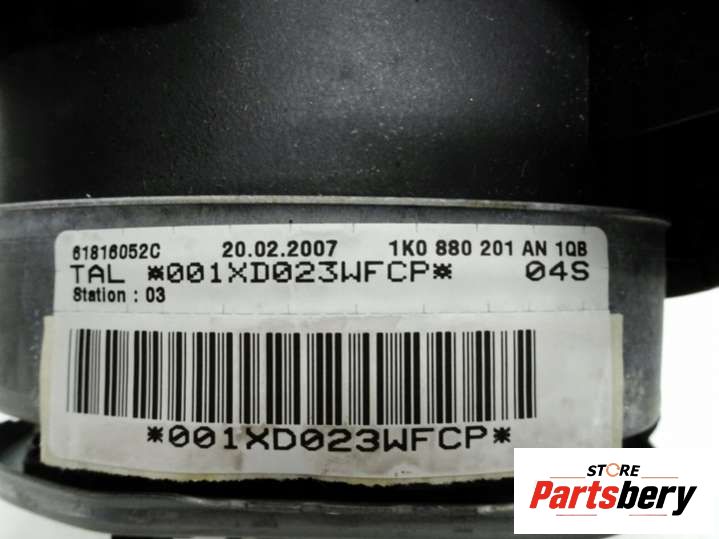 61816052C 20.02.2007 1K0 880 201 AN 1QB
TAL *001XD023WFCP* 04S
Station : 03
*001XD023WFCP*
STORE
Partsbery